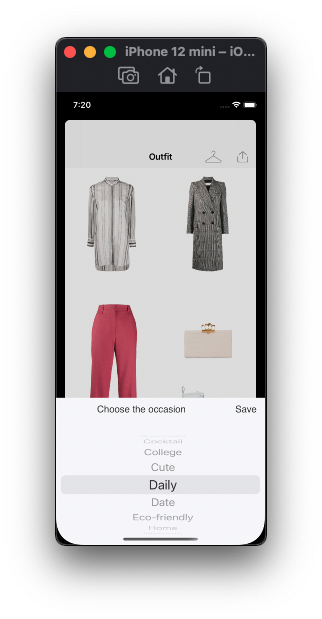 iPhone 12 mini – iO...
7:20
Outfit
Choose the occasion
Save
Cocktail
College
Cute
Daily
Date
Eco-friendly
Home